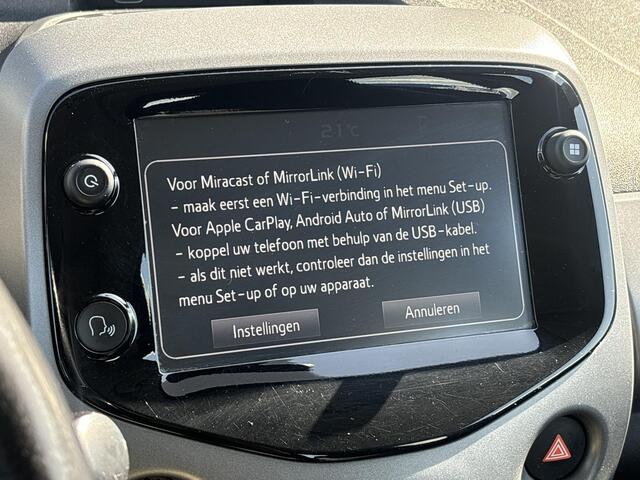 21°C
Voor Miracast of MirrorLink (Wi-Fi)
- maak eerst een Wi-Fi-verbinding in het menu Set-up.
Voor Apple CarPlay, Android Auto of MirrorLink (USB)
- koppel uw telefoon met behulp van de USB-kabel.
- als dit niet werkt, controleer dan de instellingen in het
menu Set-up of op uw apparaat.
Instellingen
Annuleren